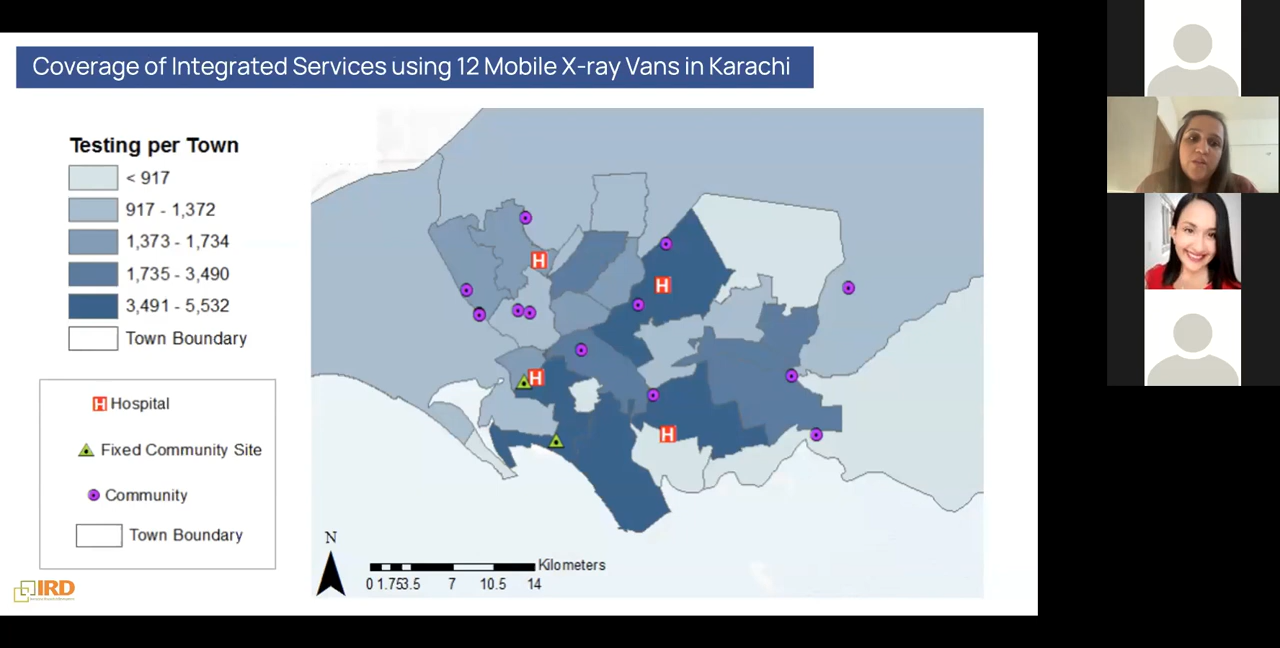 Coverage of Integrated Services using 12 Mobile X-ray Vans in Karachi
Testing per Town
< 917
917 - 1,372
1,373 - 1,734
1,735 - 3,490
3,491 - 5,532
Town Boundary
H Hospital
Fixed Community Site
Community
Town Boundary
H
H
H
H
N
Kilometers
0 1.753.5 7 10.5 14
IRD